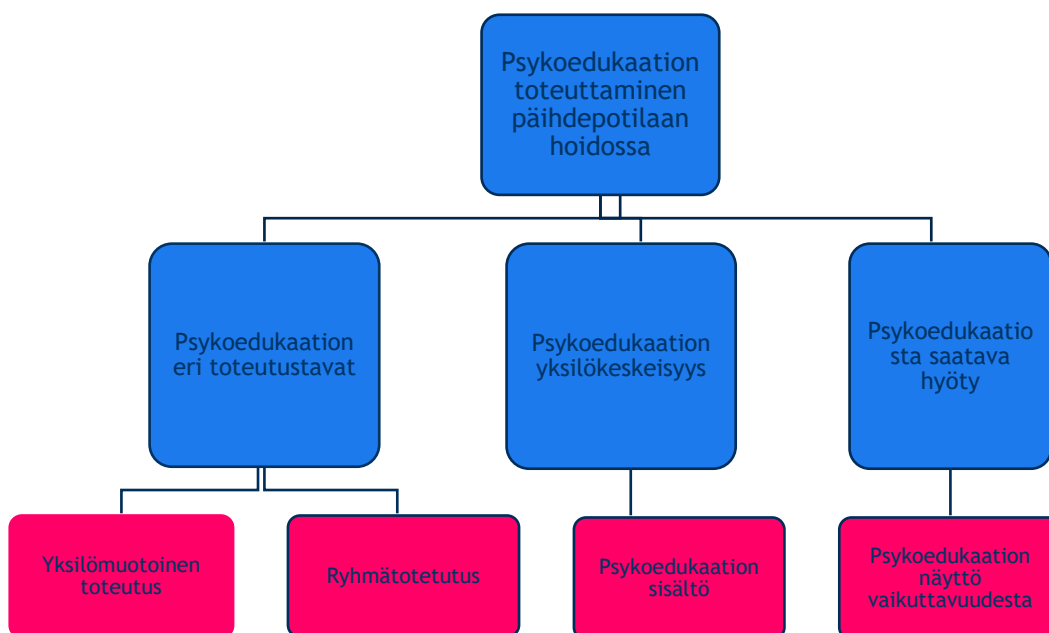 Psykoedukaation
toteuttaminen
päihdepotilaan
hoidossa
Psykoedukaation
eri toteutustavat
Psykoedukaation
yksilökeskeisyys
Psykoedukaatio
sta saatava
hyöty
Yksilömuotoinen
toteutus
Ryhmätotetutus
Psykoedukaation
sisältö
Psykoedukaation
näyttö
vaikuttavuudesta